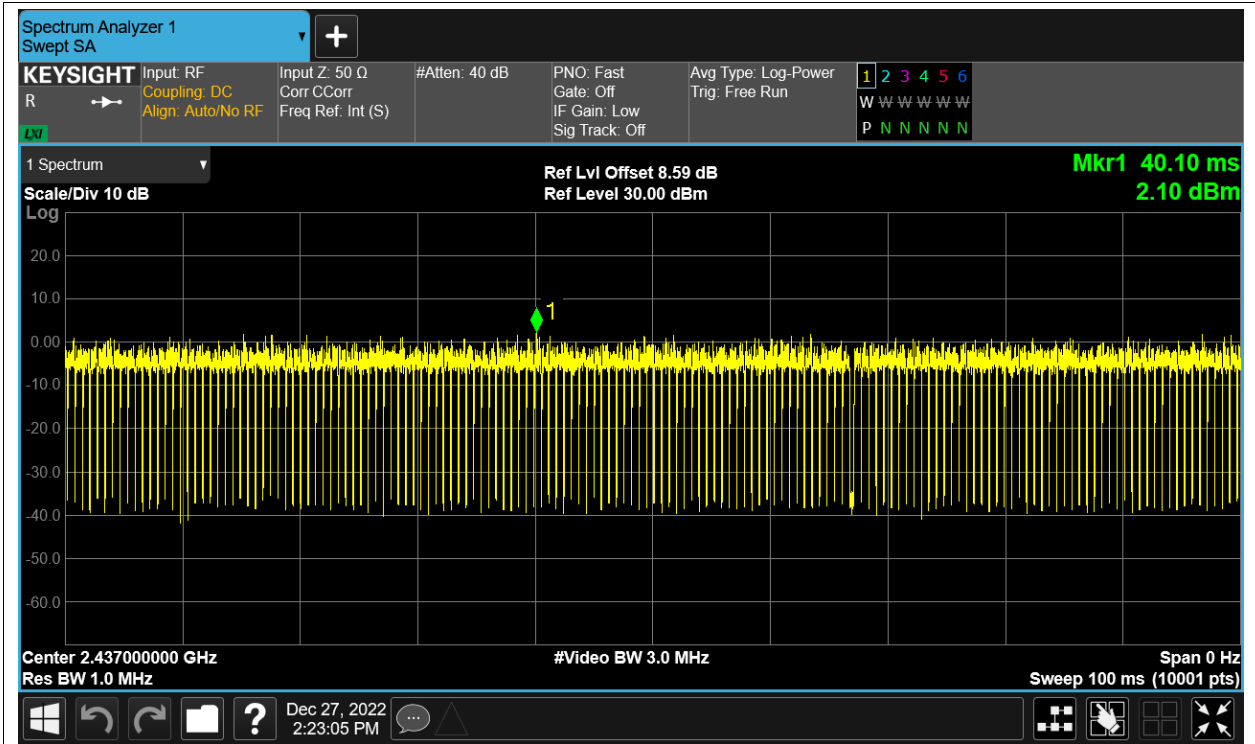 Spectrum Analyzer 1
Swept SA
+
KEYSIGHT
R
LXI
Input: RF
Coupling: DC
Align: Auto/No RF
Input Z: 50 Ω
Corr CCorr
Freq Ref: Int (S)
#Atten: 40 dB
PNO: Fast
Gate: Off
IF Gain: Low
Sig Track: Off
Avg Type: Log-Power
Trig: Free Run
1 2 3 4 5 6
W W W W W W
P N N N N N
1 Spectrum
Scale/Div 10 dB
Log
Ref Lvl Offset 8.59 dB
Ref Level 30.00 dBm
Mkr1 40.10 ms
2.10 dBm
20.0
10.0
1
0.00
-10.0
-20.0
-30.0
-40.0
-50.0
-60.0
Center 2.437000000 GHz
#Video BW 3.0 MHz
Span 0 Hz
Res BW 1.0 MHz
Sweep 100 ms (10001 pts)
?
Dec 27, 2022
2:23:05 PM